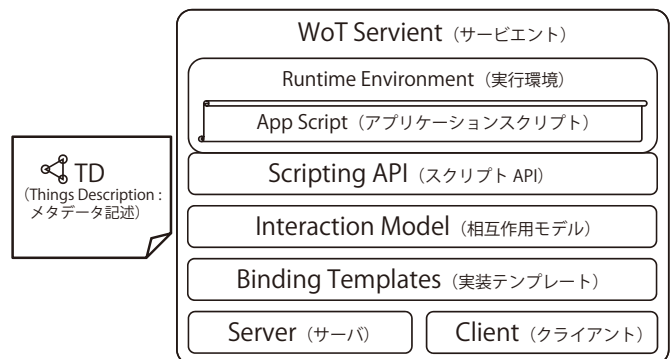 WoT Servient（サービエント）
Runtime Environment（実行環境）
App Script（アプリケーションスクリプト）
TD
（Things Description :
メタデータ記述）
Scripting API（スクリプト API）
Interaction Model（相互作用モデル）
Binding Templates（実装テンプレート）
Server（サーバ）
Client（クライアント）